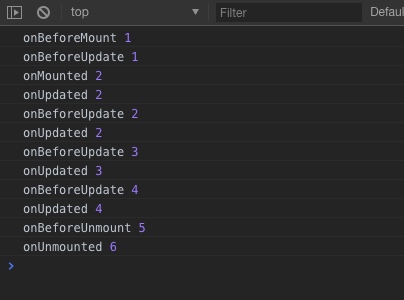 top Filter Defaul
onBeforeMount 1
onBeforeUpdate 1
onMounted 2
onUpdated 2
onBeforeUpdate 2
onUpdated 2
onBeforeUpdate 3
onUpdated 3
onBeforeUpdate 4
onUpdated 4
onBeforeUnmount 5
onUnmounted 6